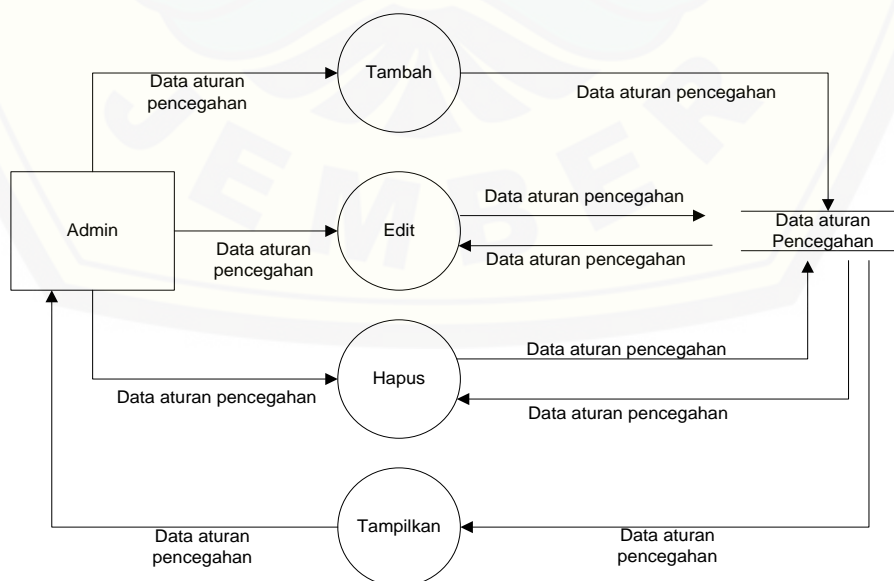 Tambah
Data aturan
pencegahan
Data aturan pencegahan
JEMBER
Admin
Edit
Data aturan
pencegahan
Data aturan pencegahan
Data aturan pencegahan
Data aturan
Pencegahan
Hapus
Data aturan pencegahan
Data aturan pencegahan
Data aturan pencegahan
Tampilkan
Data aturan
pencegahan
Data aturan
pencegahan